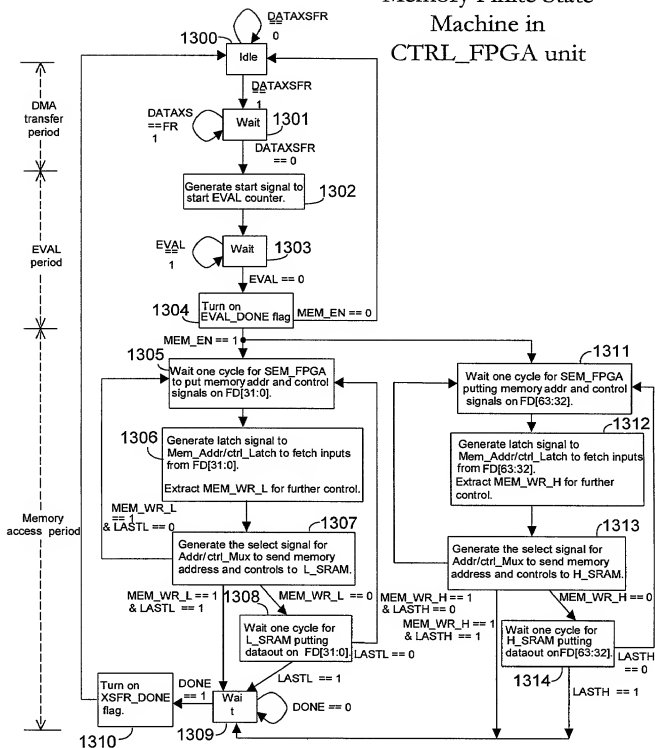 Memory Finite State
Machine in
CTRL_FPGA unit
DATAXSFR
==
0
1300
Idle
DATAXSFR
==
1
DMA
transfer
period
DATAXS
==FR
1
Wait
1301
DATAXSFR
== 0
Generate start signal to
start EVAL counter.
1302
EVAL
period
EVAL
==
1
Wait
1303
EVAL == 0
1304
Turn on
EVAL_DONE flag
MEM_EN == 0
MEM_EN == 1
1305
Wait one cycle for SEM_FPGA
to put memory addr and control
signals on FD[31:0].
1311
Wait one cycle for SEM_FPGA
putting memory addr and control
signals on FD[63:32].
1306
Generate latch signal to
Mem_Addr/ctrl_Latch to fetch inputs
from FD[31:0].
Extract MEM_WR_L for further control.
1312
Generate latch signal to
Mem_Addr/ctrl_Latch to fetch inputs
from FD[63:32].
Extract MEM_WR_H for further
control.
Memory
access period
MEM_WR_L
== 1
& LASTL == 0
1307
Generate the select signal for
Addr/ctrl_Mux to send memory
address and controls to L_SRAM.
1313
Generate the select signal for
Addr/ctrl_Mux to send memory
address and controls to H_SRAM.
MEM_WR_L == 1
& LASTL == 1
MEM_WR_L == 0
1308
Wait one cycle for
L_SRAM putting
dataout on FD[31:0].
LASTL == 0
MEM_WR_H == 1
& LASTH == 0
MEM_WR_H == 1
& LASTH == 1
MEM_WR_H == 0
Wait one cycle for
H_SRAM putting
dataout onFD[63:32].
1314
LASTH
== 0
LASTL == 1
LASTH == 1
Turn on
XSFR_DONE
flag.
1310
DONE
== 1
Wai
t
1309
DONE == 0